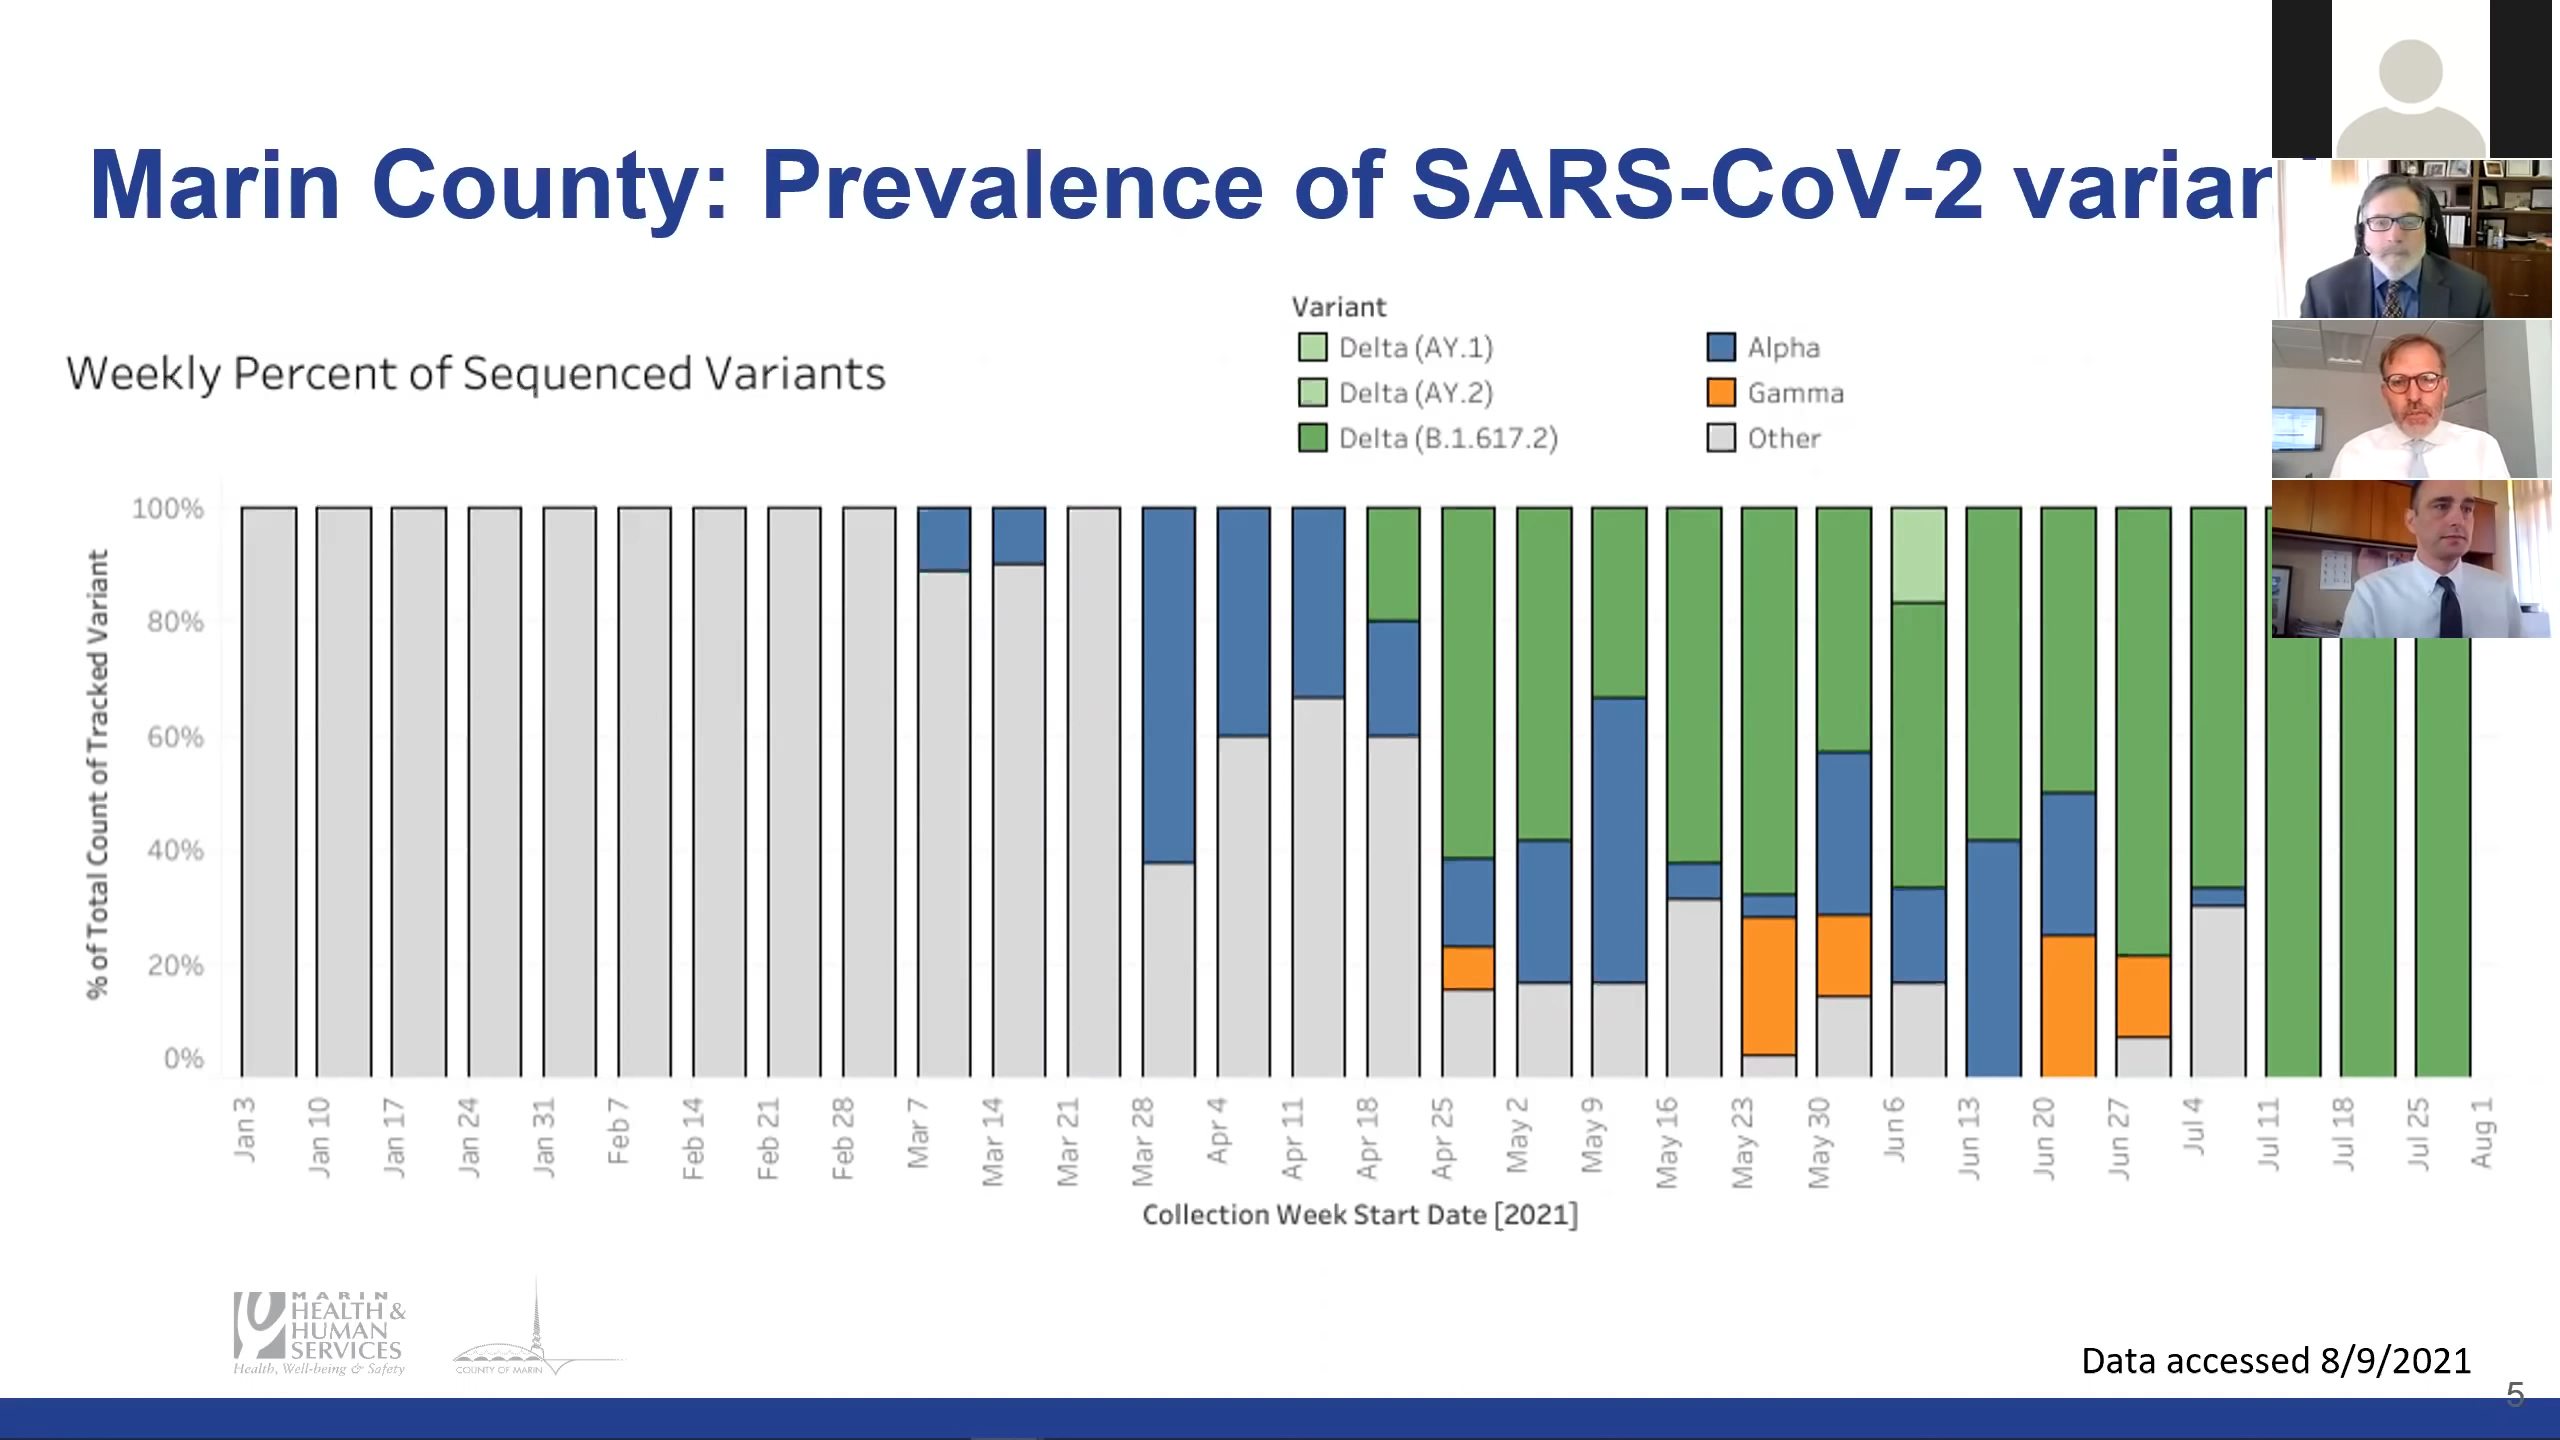 Marin County: Prevalence of SARS-CoV-2 varian
Weekly Percent of Sequenced Variants
Variant
Delta (AY.1)
Delta (AY.2)
Delta (B.1.617.2)
Alpha
Gamma
Other
% of Total Count of Tracked Variant
100%
80%
60%
40%
20%
0%
Jan 3
Jan 10
Jan 17
Jan 24
Jan 31
Feb 7
Feb 14
Feb 21
Feb 28
Mar 7
Mar 14
Mar 21
Mar 28
Apr 4
Apr 11
Apr 18
Apr 25
May 2
May 9
May 16
May 23
May 30
Jun 6
Jun 13
Jun 20
Jun 27
Jul 4
Jul 11
Jul 18
Jul 25
Aug 1
Collection Week Start Date [2021]
MARIN
HEALTH &
HUMAN
SERVICES
Health, Well-being & Safety
COUNTY OF MARIN
Data accessed 8/9/2021
5